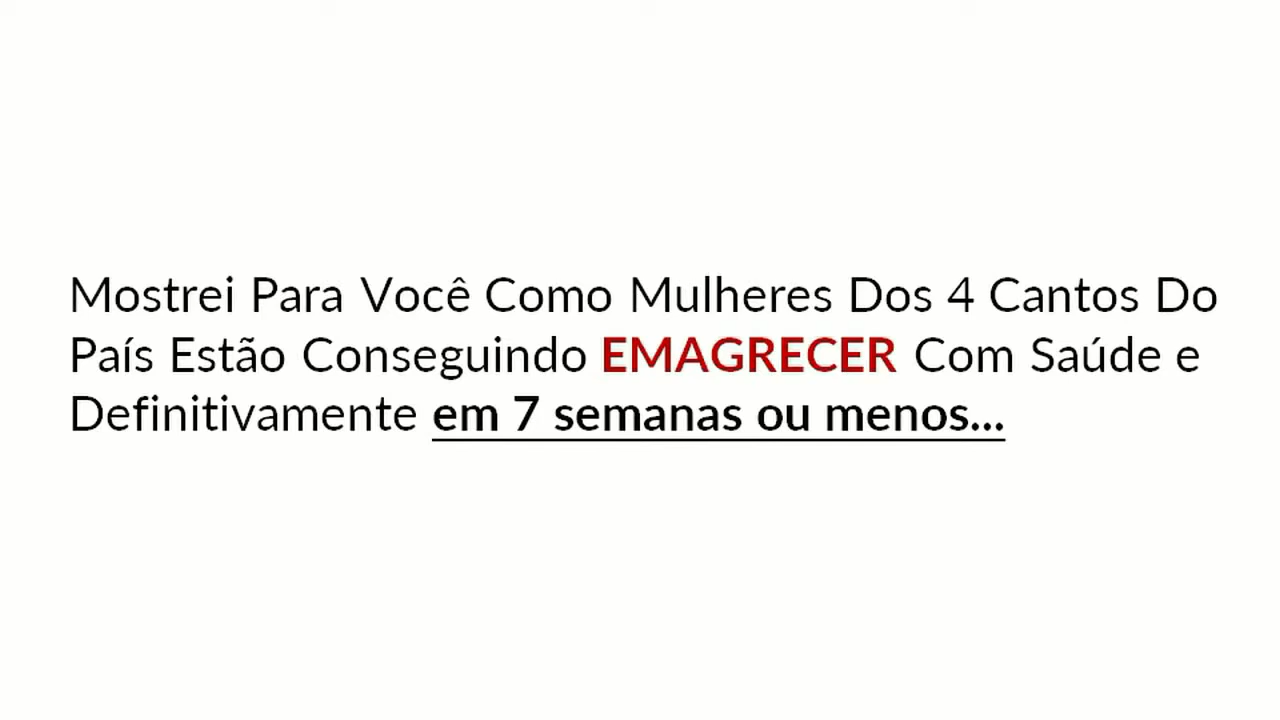 Mostrei Para Você Como Mulheres Dos 4 Cantos Do
País Estão Conseguindo EMAGRECER Com Saúde e
Definitivamente em 7 semanas ou menos...